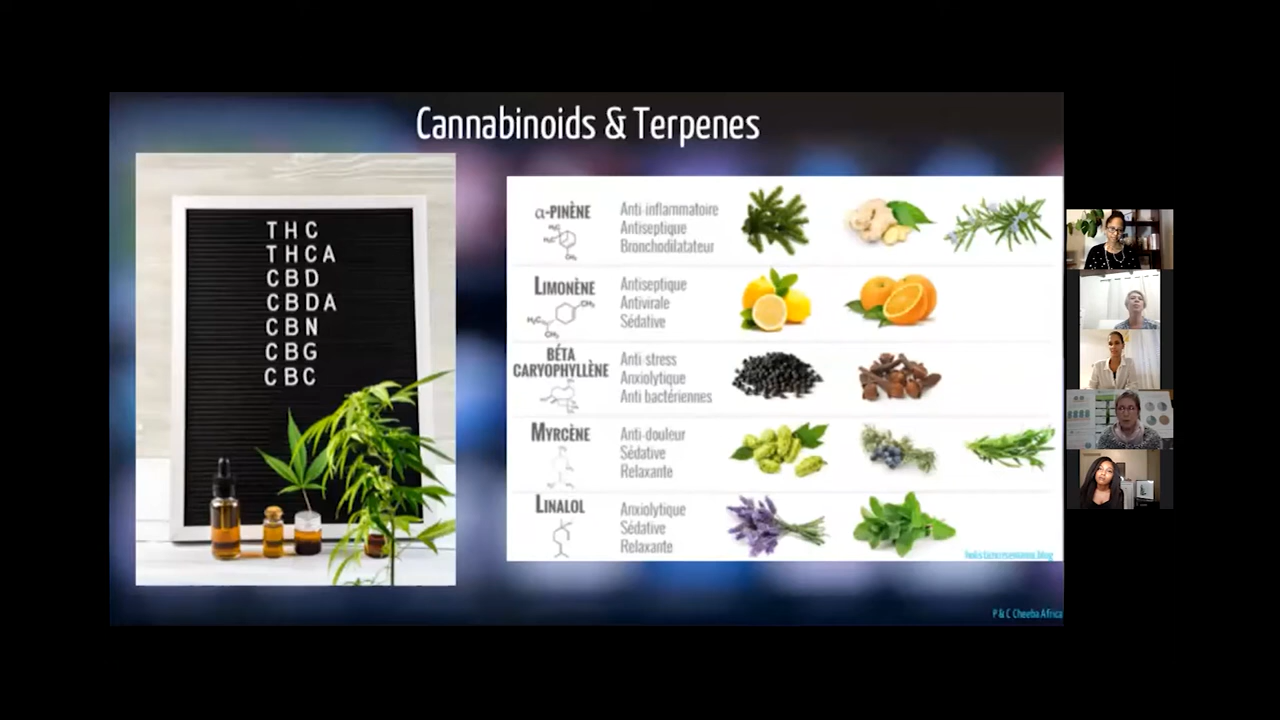 Cannabinoids & Terpenes
THC
THCA
CBD
CBDA
CBN
CBG
CBC
α-PINÈNE
Anti-inflammatoire
Antiseptique
Bronchodilatateur
LIMONÈNE
Antiseptique
Antivirale
Sédative
BÉTA
CARYOPHYLLÈNE
Anti-stress
Anxiolytique
Anti bactériennes
MYRCÈNE
Anti-douleur
Sédative
Relaxante
LINALOL
Anxiolytique
Sédative
Relaxante
P & C Cheeba Africa